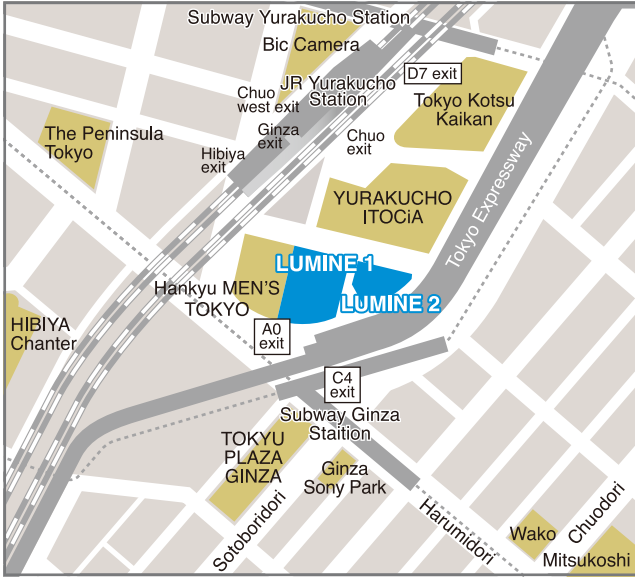 Subway Yurakucho Station
Bic Camera
D7 exit
JR Yurakucho
Station
Chuo
west exit
Tokyo Kotsu
Kaikan
The Peninsula
Tokyo
Ginza
exit
Chuo
exit
Hibiya
exit
YURAKUCHO
ITOCiA
Tokyo Expressway
LUMINE 1
Hankyu MEN'S
TOKYO
LUMINE 2
HIBIYA
Chanter
A0
exit
C4
exit
Subway Ginza
Staition
TOKYU
PLAZA
GINZA
Ginza
Sony Park
Sotoboridori
Harumidori
Wako
Chuodori
Mitsukoshi